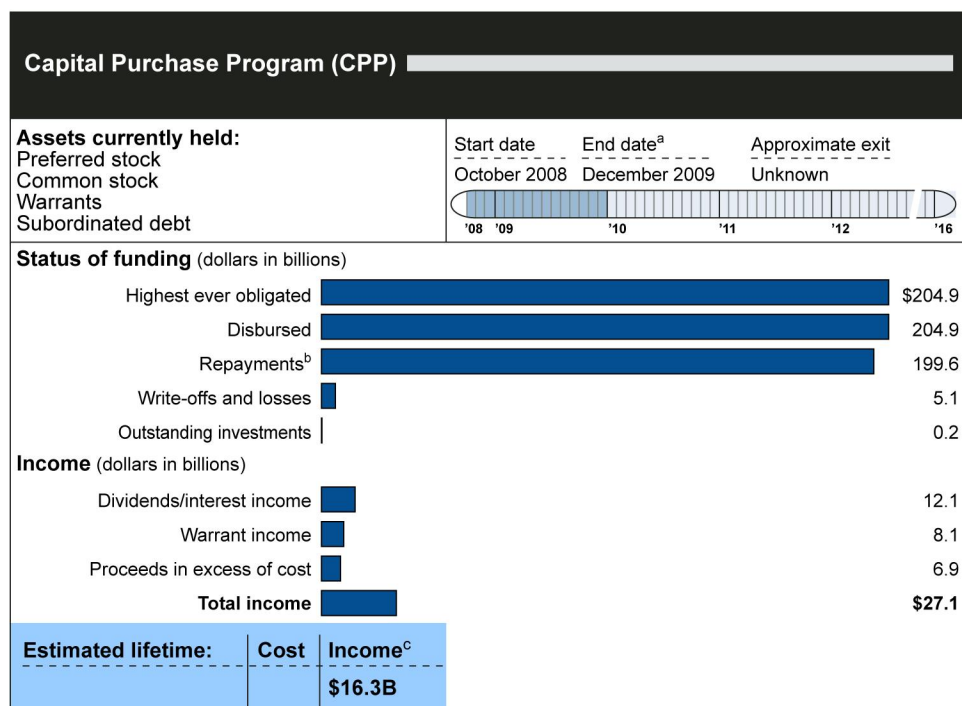 Capital Purchase Program (CPP)
Assets currently held:
Preferred stock
Common stock
Warrants
Subordinated debt
Start date End dateᵃ Approximate exit
October 2008 December 2009 Unknown
'08 '09 '10 '11 '12 '16
Status of funding (dollars in billions)
Highest ever obligated $204.9
Disbursed 204.9
Repaymentsᵇ 199.6
Write-offs and losses 5.1
Outstanding investments 0.2
Income (dollars in billions)
Dividends/interest income 12.1
Warrant income 8.1
Proceeds in excess of cost 6.9
Total income $27.1
Estimated lifetime: Cost Incomeᶜ
$16.3B